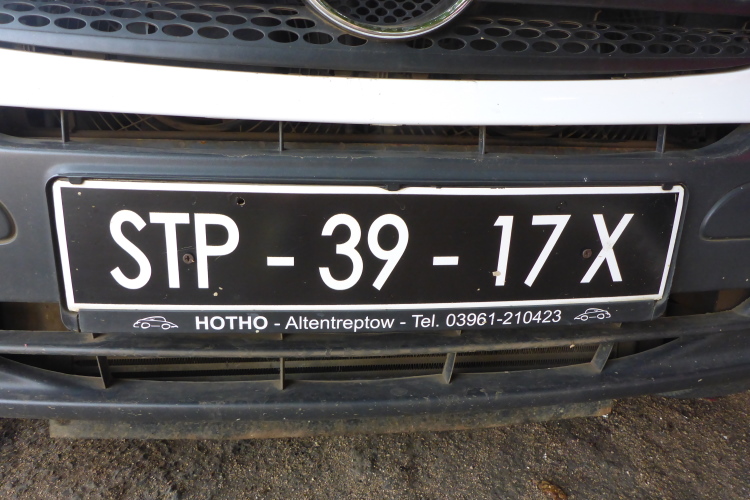 STP - 39 - 17 X
HOTHO - Altentreptow - Tel. 03961-210423